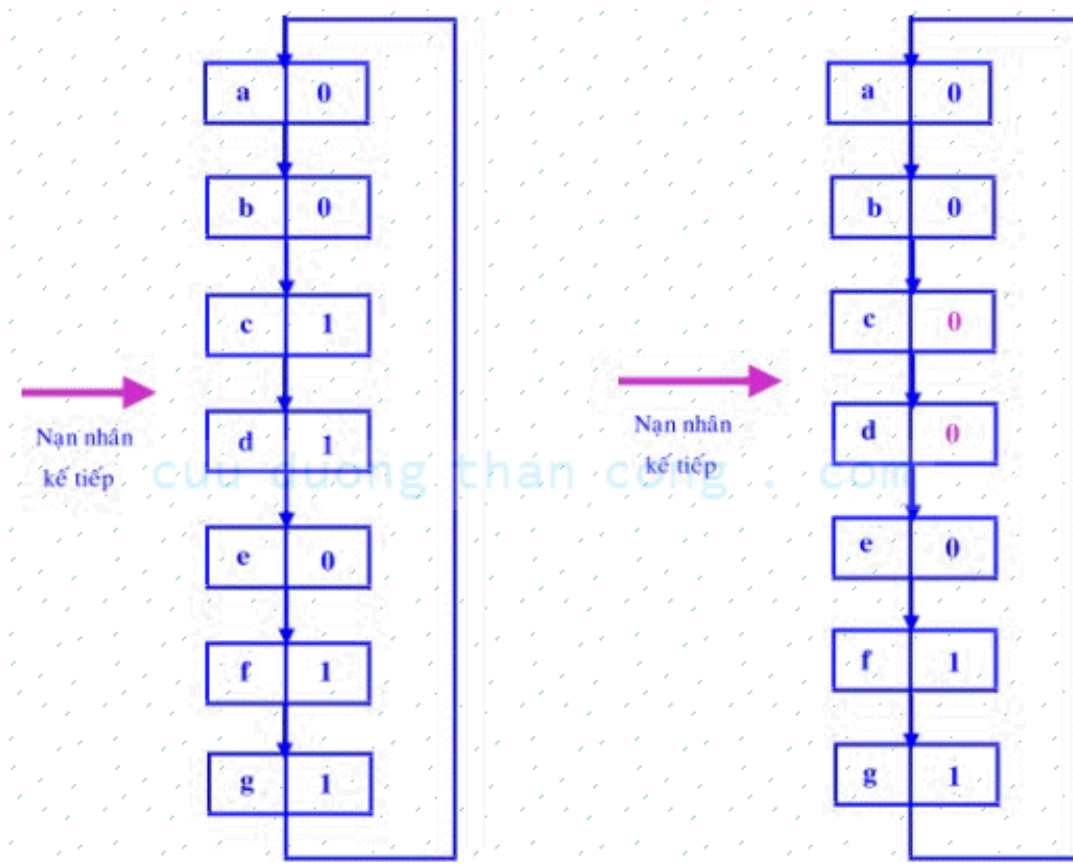 a 0
b 0
c 1
d 1
e 0
f 1
g 1
Nạn nhân
kế tiếp
a 0
b 0
c 0
d 0
e 0
f 1
g 1
Nạn nhân
kế tiếp
cuu duong than cong . com